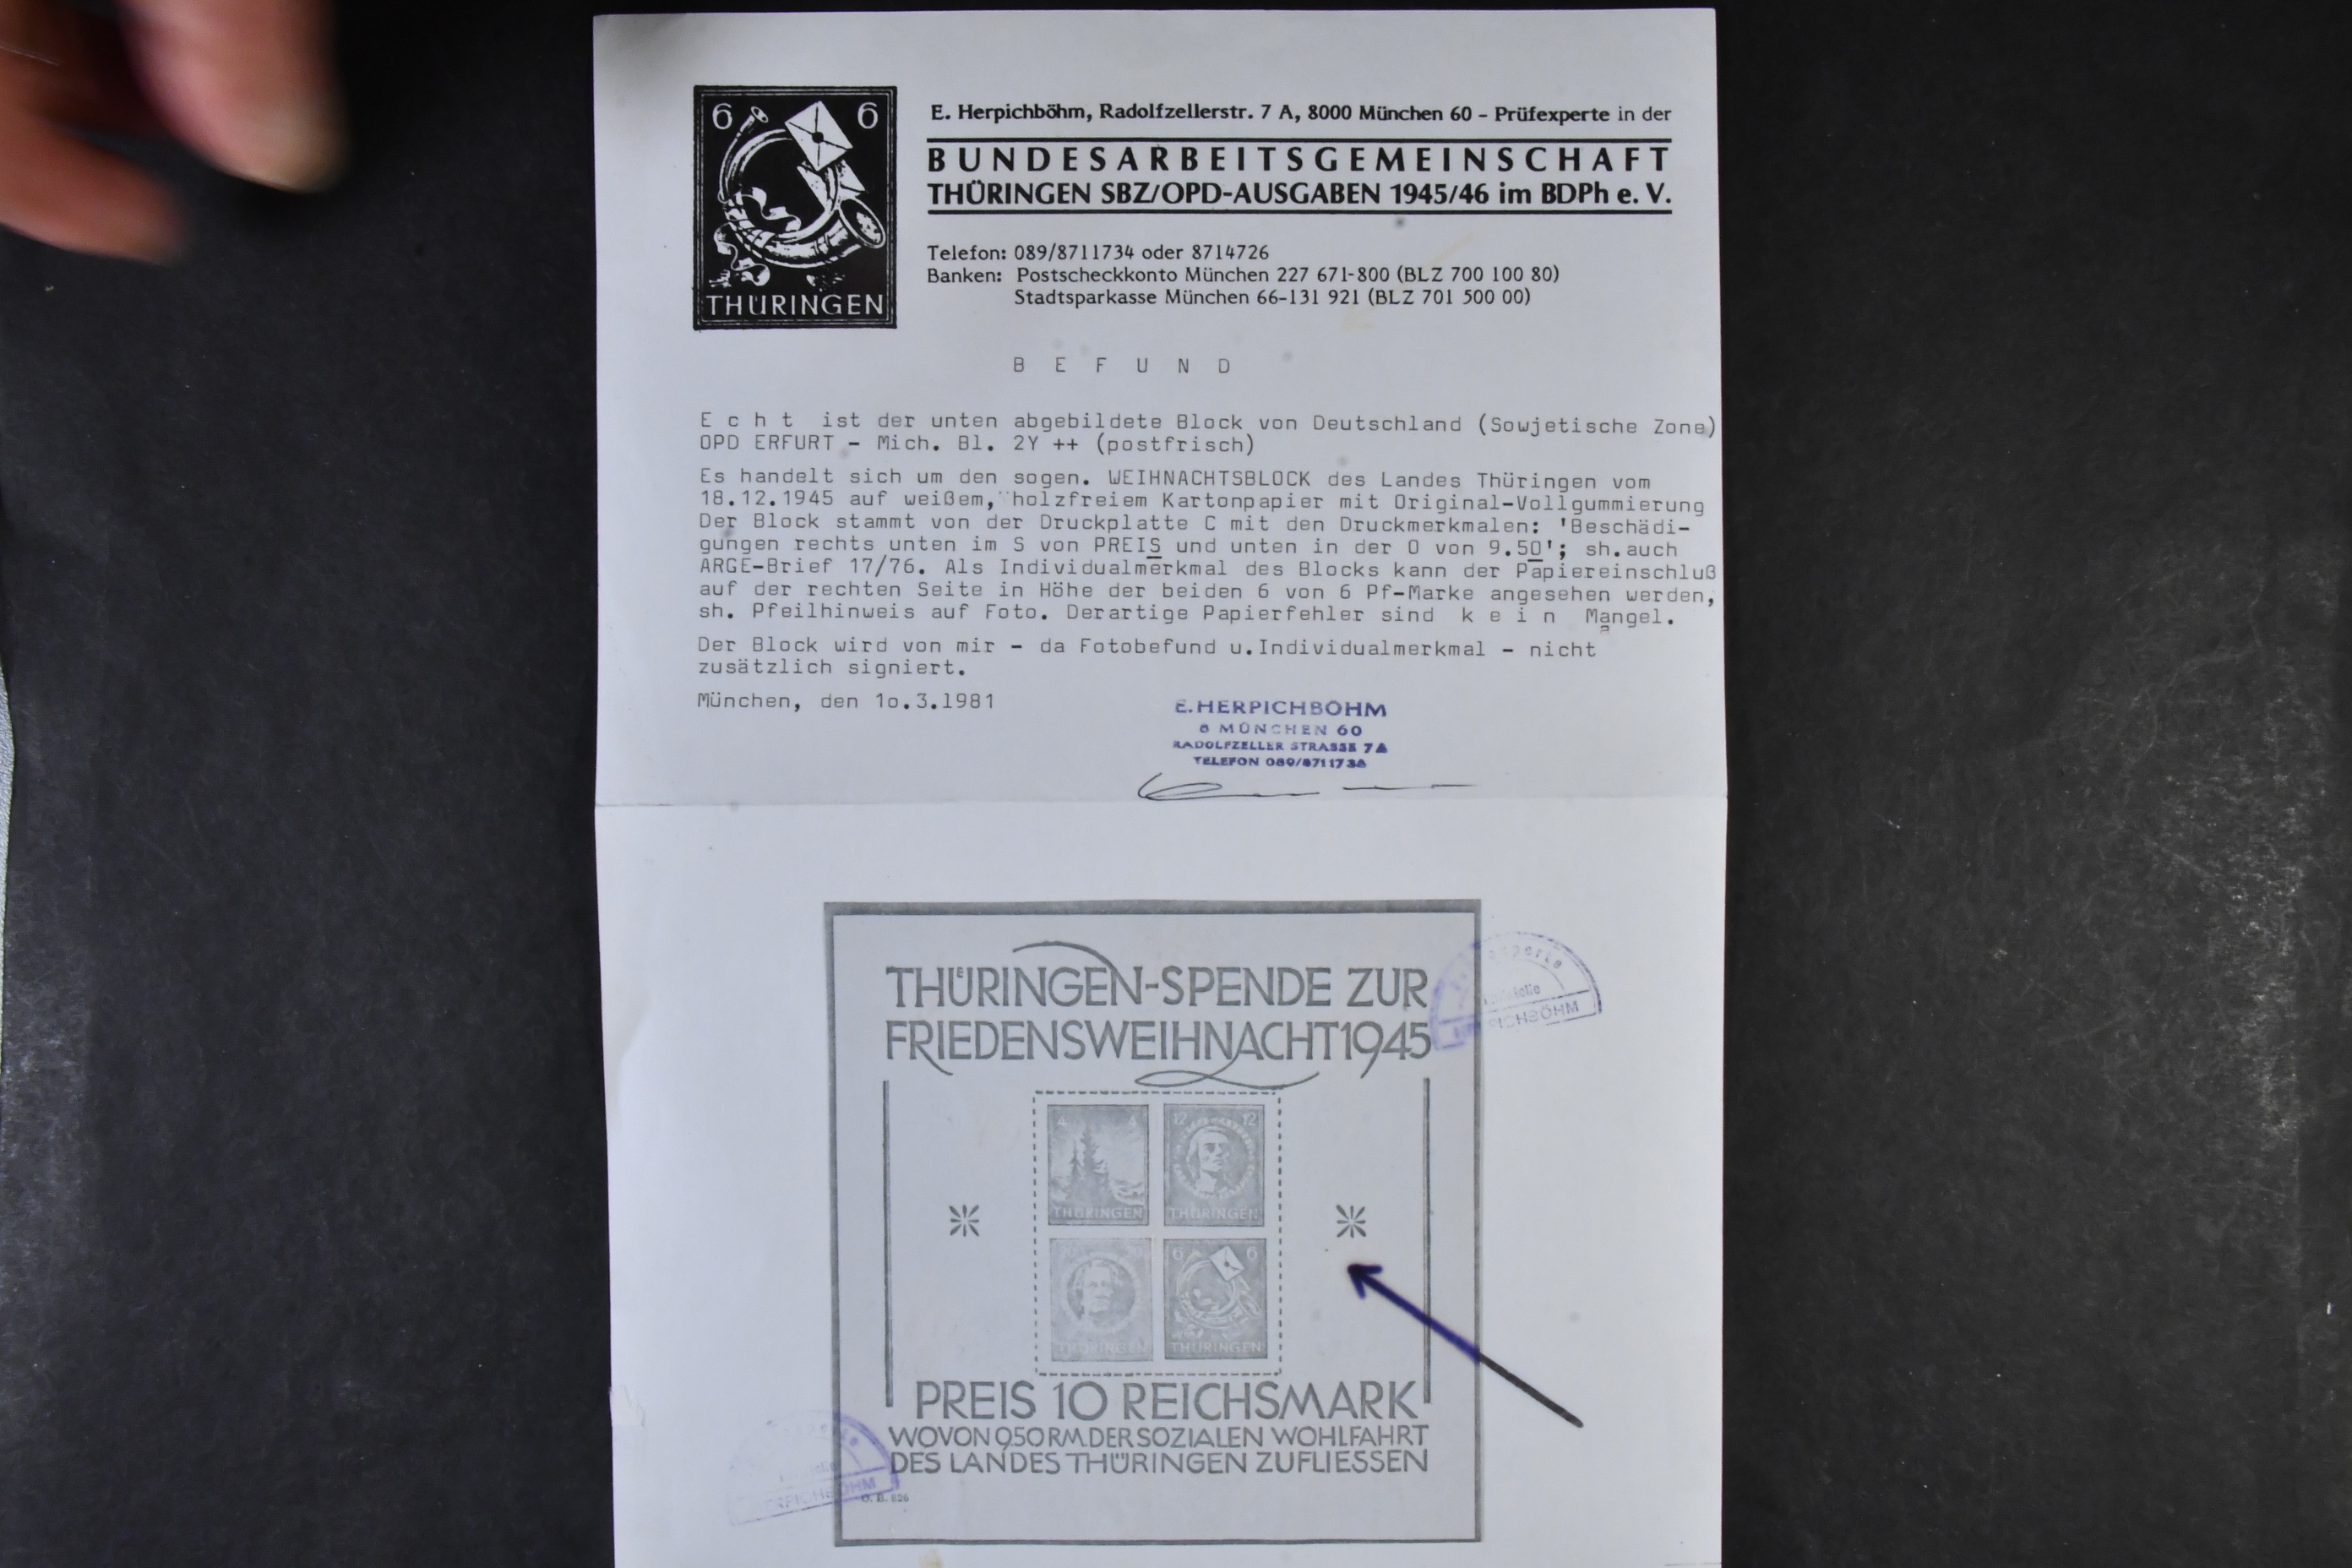 6 6
THÜRINGEN
E. Herpichböhm, Radolfzellerstr. 7 A, 8000 München 60 - Prüfexperte in der
BUNDESARBEITSGEMEINSCHAFT
THÜRINGEN SBZ/OPD-AUSGABEN 1945/46 im BDPh e. V.
Telefon: 089/8711734 oder 8714726
Banken: Postscheckkonto München 227 671-800 (BLZ 700 100 80)
Stadtsparkasse München 66-131 921 (BLZ 701 500 00)
B E F U N D
E c h t ist der unten abgebildete Block von Deutschland (Sowjetische Zone)
OPD ERFURT - Mich. Bl. 2Y ++ (postfrisch)
Es handelt sich um den sogen. WEIHNACHTSBLOCK des Landes Thüringen vom
18.12.1945 auf weißem, holzfreiem Kartonpapier mit Original-Vollgummierung
Der Block stammt von der Druckplatte C mit den Druckmerkmalen: 'Beschädi-
gungen rechts unten im S von PREIS und unten in der 0 von 9.50'; sh.auch
ARGE-Brief 17/76. Als Individualmerkmal des Blocks kann der Papiereinschluß
auf der rechten Seite in Höhe der beiden 6 von 6 Pf-Marke angesehen werden,
sh. Pfeilhinweis auf Foto. Derartige Papierfehler sind k e i n Mangel.
Der Block wird von mir - da Fotobefund u.Individualmerkmal - nicht
zusätzlich signiert.
München, den 1o.3.1981
E. HERPICHBÖHM
8 MÜNCHEN 60
RADOLFZELLER STRASSE 7A
TELEFON 089/8711734
THÜRINGEN-SPENDE ZUR
FRIEDENSWEIHNACHT 1945
HERPICHBÖHM
4 4
THÜRINGEN
12 12
THÜRINGEN
THÜRINGEN
6 6
THÜRINGEN
PREIS 10 REICHSMARK
WOVON 9.50 RM. DER SOZIALEN WOHLFAHRT
DES LANDES THÜRINGEN ZUFLIESSEN
HERPICHBÖHM
O. B. 826